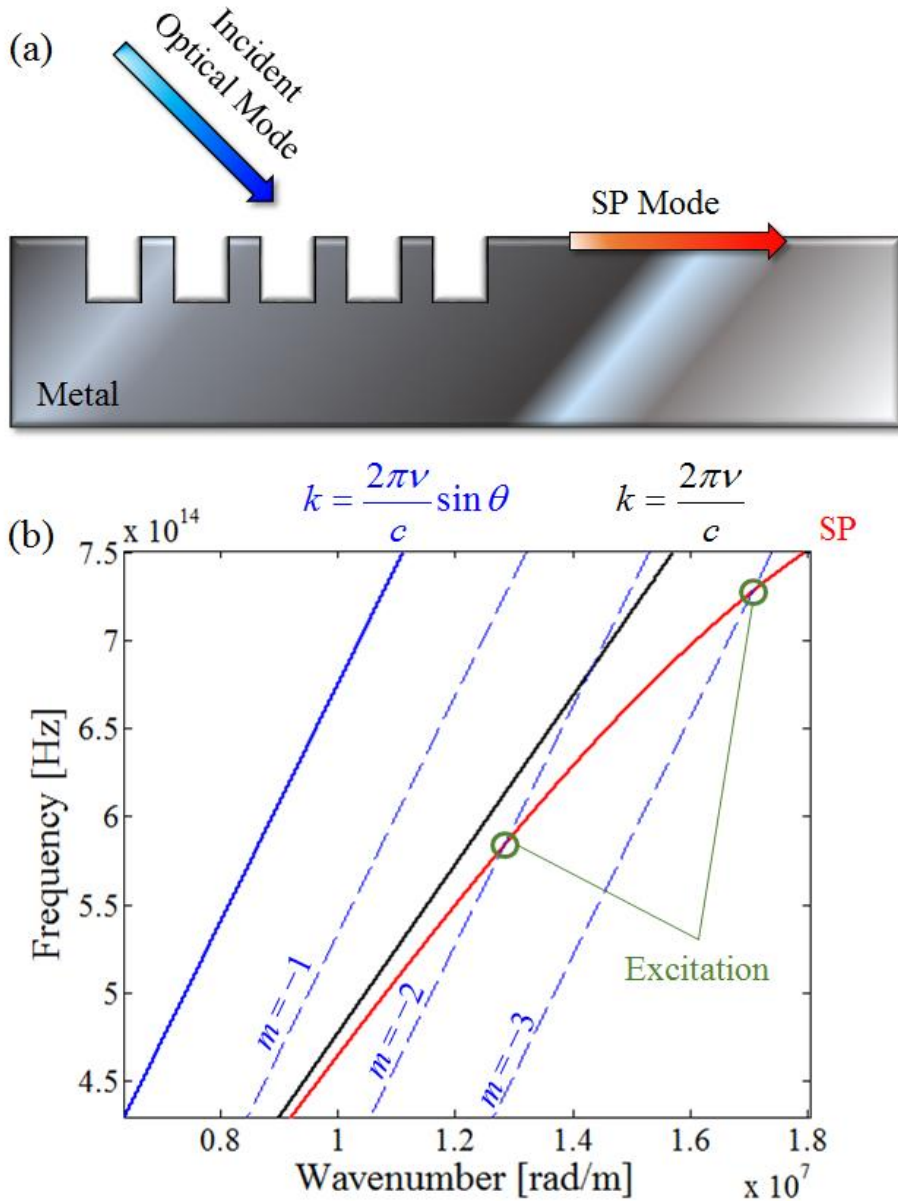 (a)
Incident
Optical Mode
SP Mode
Metal
(b)
k = 2πν/c sin θ
k = 2πν/c
SP
x 10^14
7.5
7
6.5
6
5.5
5
4.5
Frequency [Hz]
m = −1
m = −2
m = −3
Excitation
0.8 1 1.2 1.4 1.6 1.8
Wavenumber [rad/m]
x 10^7